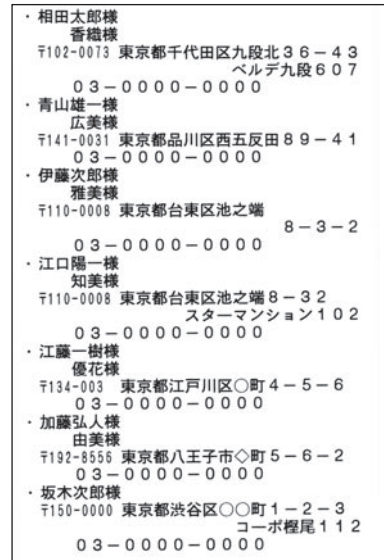 ・相田太郎様
香織様
〒102-0073 東京都千代田区九段北36−43
ベルデ九段607
03−0000−0000
・青山雄一様
広美様
〒141-0031 東京都品川区西五反田89−41
03−0000−0000
・伊藤次郎様
雅美様
〒110-0008 東京都台東区池之端
8−3−2
03−0000−0000
・江口陽一様
知美様
〒110-0008 東京都台東区池之端8−32
スターマンション102
03−0000−0000
・江藤一樹様
優花様
〒134-003 東京都江戸川区○町4−5−6
03−0000−0000
・加藤弘人様
由美様
〒192-8556 東京都八王子市◇町5−6−2
03−0000−0000
・坂木次郎様
〒150-0000 東京都渋谷区○○町1−2−3
コーポ樫尾112
03−0000−0000